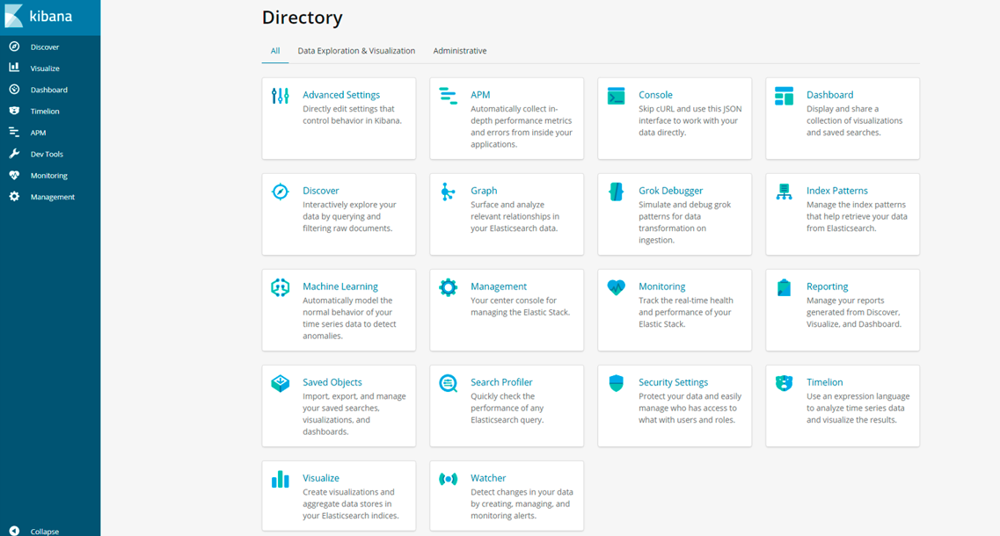 kibana
Discover
Visualize
Dashboard
Timelion
APM
Dev Tools
Monitoring
Management
Collapse
Directory
All
Data Exploration & Visualization
Administrative
Advanced Settings
Directly edit settings that
control behavior in Kibana.
APM
Automatically collect in-
depth performance metrics
and errors from inside your
applications.
Console
Skip cURL and use this JSON
interface to work with your
data directly.
Dashboard
Display and share a
collection of visualizations
and saved searches.
Discover
Interactively explore your
data by querying and
filtering raw documents.
Graph
Surface and analyze
relevant relationships in
your Elasticsearch data.
Grok Debugger
Simulate and debug grok
patterns for data
transformation on
ingestion.
Index Patterns
Manage the index patterns
that help retrieve your data
from Elasticsearch.
Machine Learning
Automatically model the
normal behavior of your
time series data to detect
anomalies.
Management
Your center console for
managing the Elastic Stack.
Monitoring
Track the real-time health
and performance of your
Elastic Stack.
Reporting
Manage your reports
generated from Discover,
Visualize, and Dashboard.
Saved Objects
Import, export, and manage
your saved searches,
visualizations, and
dashboards.
Search Profiler
Quickly check the
performance of any
Elasticsearch query.
Security Settings
Protect your data and easily
manage who has access to
what with users and roles.
Timelion
Use an expression language
to analyze time series data
and visualize the results.
Visualize
Create visualizations and
aggregate data stores in
your Elasticsearch indices.
Watcher
Detect changes in your data
by creating, managing, and
monitoring alerts.